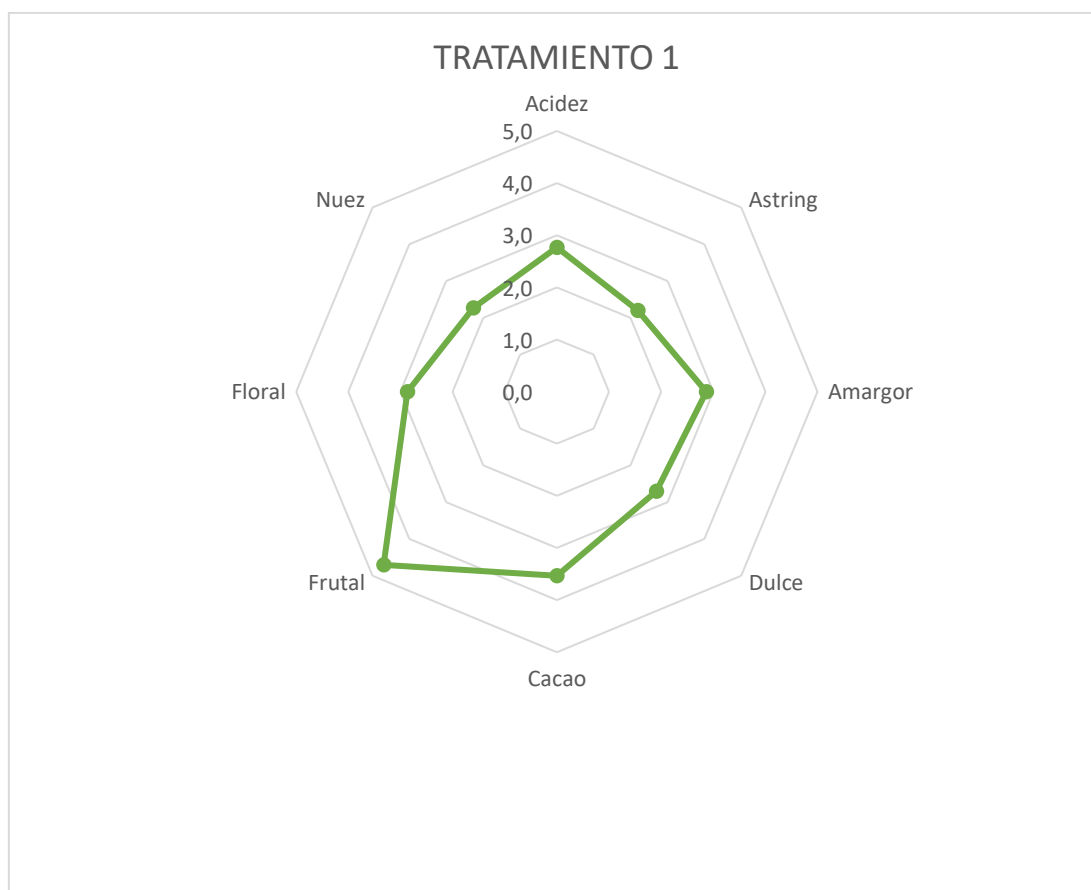 TRATAMIENTO 1
Acidez
5,0
Nuez
Astring
4,0
3,0
2,0
1,0
Floral
0,0
Amargor
Frutal
Dulce
Cacao